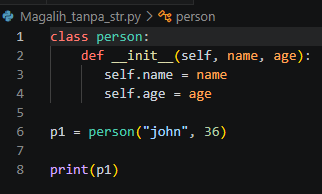 Magalih_tanpa_str.py > person
1 class person:
2     def __init__(self, name, age):
3        self.name = name
4        self.age = age
5
6 p1 = person("john", 36)
7
8 print(p1)